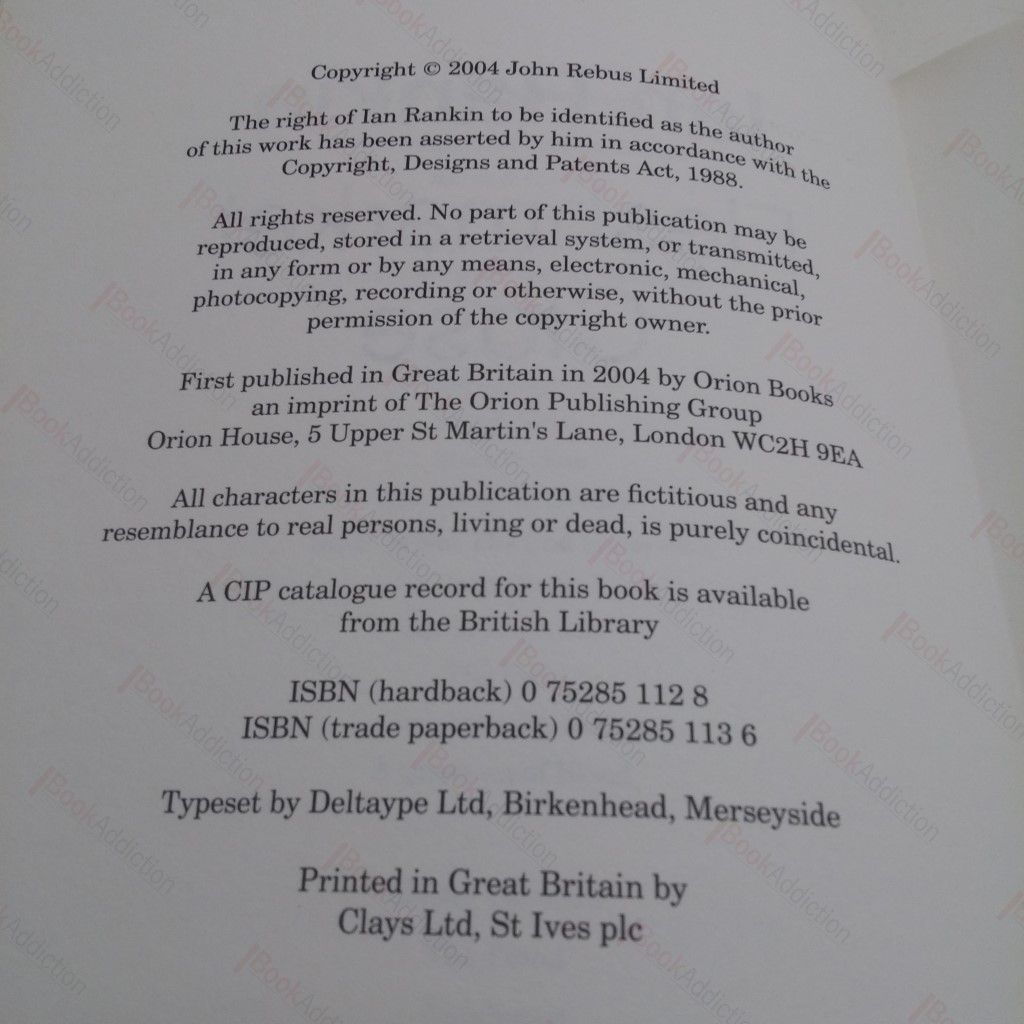 Copyright © 2004 John Rebus Limited
The right of Ian Rankin to be identified as the author
of this work has been asserted by him in accordance with the
Copyright, Designs and Patents Act, 1988.
All rights reserved. No part of this publication may be
reproduced, stored in a retrieval system, or transmitted,
in any form or by any means, electronic, mechanical,
photocopying, recording or otherwise, without the prior
permission of the copyright owner.
First published in Great Britain in 2004 by Orion Books
an imprint of The Orion Publishing Group
Orion House, 5 Upper St Martin's Lane, London WC2H 9EA
All characters in this publication are fictitious and any
resemblance to real persons, living or dead, is purely coincidental.
A CIP catalogue record for this book is available
from the British Library
ISBN (hardback) 0 75285 112 8
ISBN (trade paperback) 0 75285 113 6
Typeset by Deltaype Ltd, Birkenhead, Merseyside
Printed in Great Britain by
Clays Ltd, St Ives plc
BookAddiction